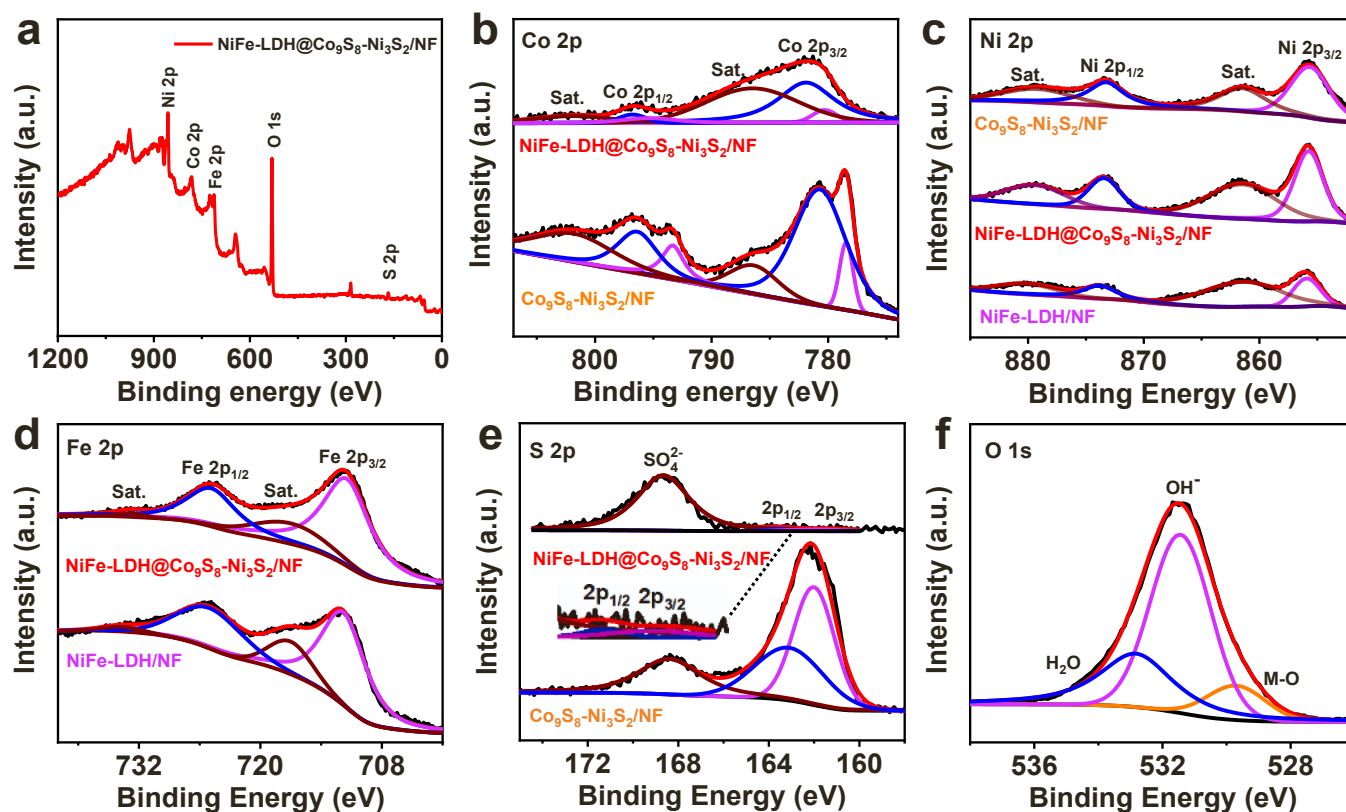 a
NiFe-LDH@Co₉S₈-Ni₃S₂/NF
Ni 2p
Co 2p
Fe 2p
O 1s
S 2p
Intensity (a.u.)
1200 900 600 300 0
Binding energy (eV)
b
Co 2p
Co 2p₃/₂
Sat.
Co 2p₁/₂
Sat.
NiFe-LDH@Co₉S₈-Ni₃S₂/NF
Co₉S₈-Ni₃S₂/NF
Intensity (a.u.)
800 790 780
Binding energy (eV)
c
Ni 2p
Ni 2p₃/₂
Sat. Ni 2p₁/₂ Sat.
Co₉S₈-Ni₃S₂/NF
NiFe-LDH@Co₉S₈-Ni₃S₂/NF
NiFe-LDH/NF
Intensity (a.u.)
880 870 860
Binding Energy (eV)
d
Fe 2p
Fe 2p₁/₂ Fe 2p₃/₂
Sat. Sat.
NiFe-LDH@Co₉S₈-Ni₃S₂/NF
NiFe-LDH/NF
Intensity (a.u.)
732 720 708
Binding Energy (eV)
e
S 2p
SO₄²⁻
2p₁/₂ 2p₃/₂
NiFe-LDH@Co₉S₈-Ni₃S₂/NF
2p₁/₂ 2p₃/₂
Co₉S₈-Ni₃S₂/NF
Intensity (a.u.)
172 168 164 160
Binding Energy (eV)
f
O 1s
OH⁻
H₂O
M-O
Intensity (a.u.)
536 532 528
Binding Energy (eV)